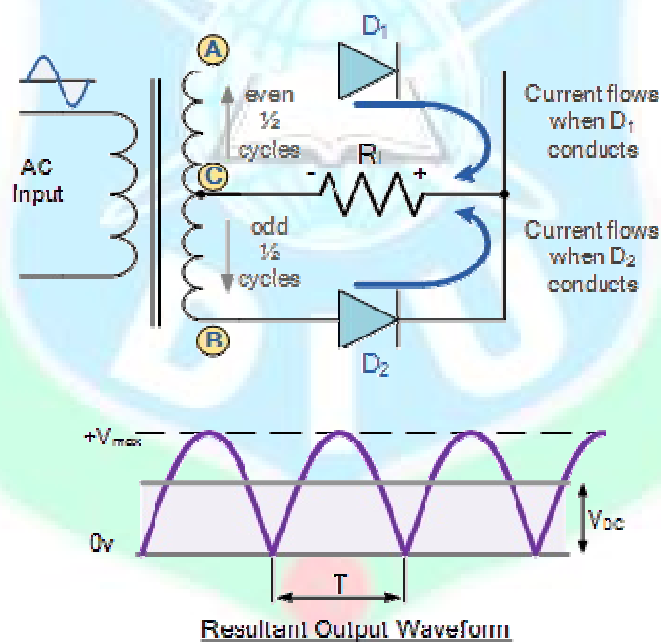 D₁
A
even
½
cycles
Current flows
when D₁
conducts
AC
Input
C
- R +
odd
½
cycles
Current flows
when D₂
conducts
B
D₂
+Vmax
0v
VDC
T
Resultant Output Waveform
DTU